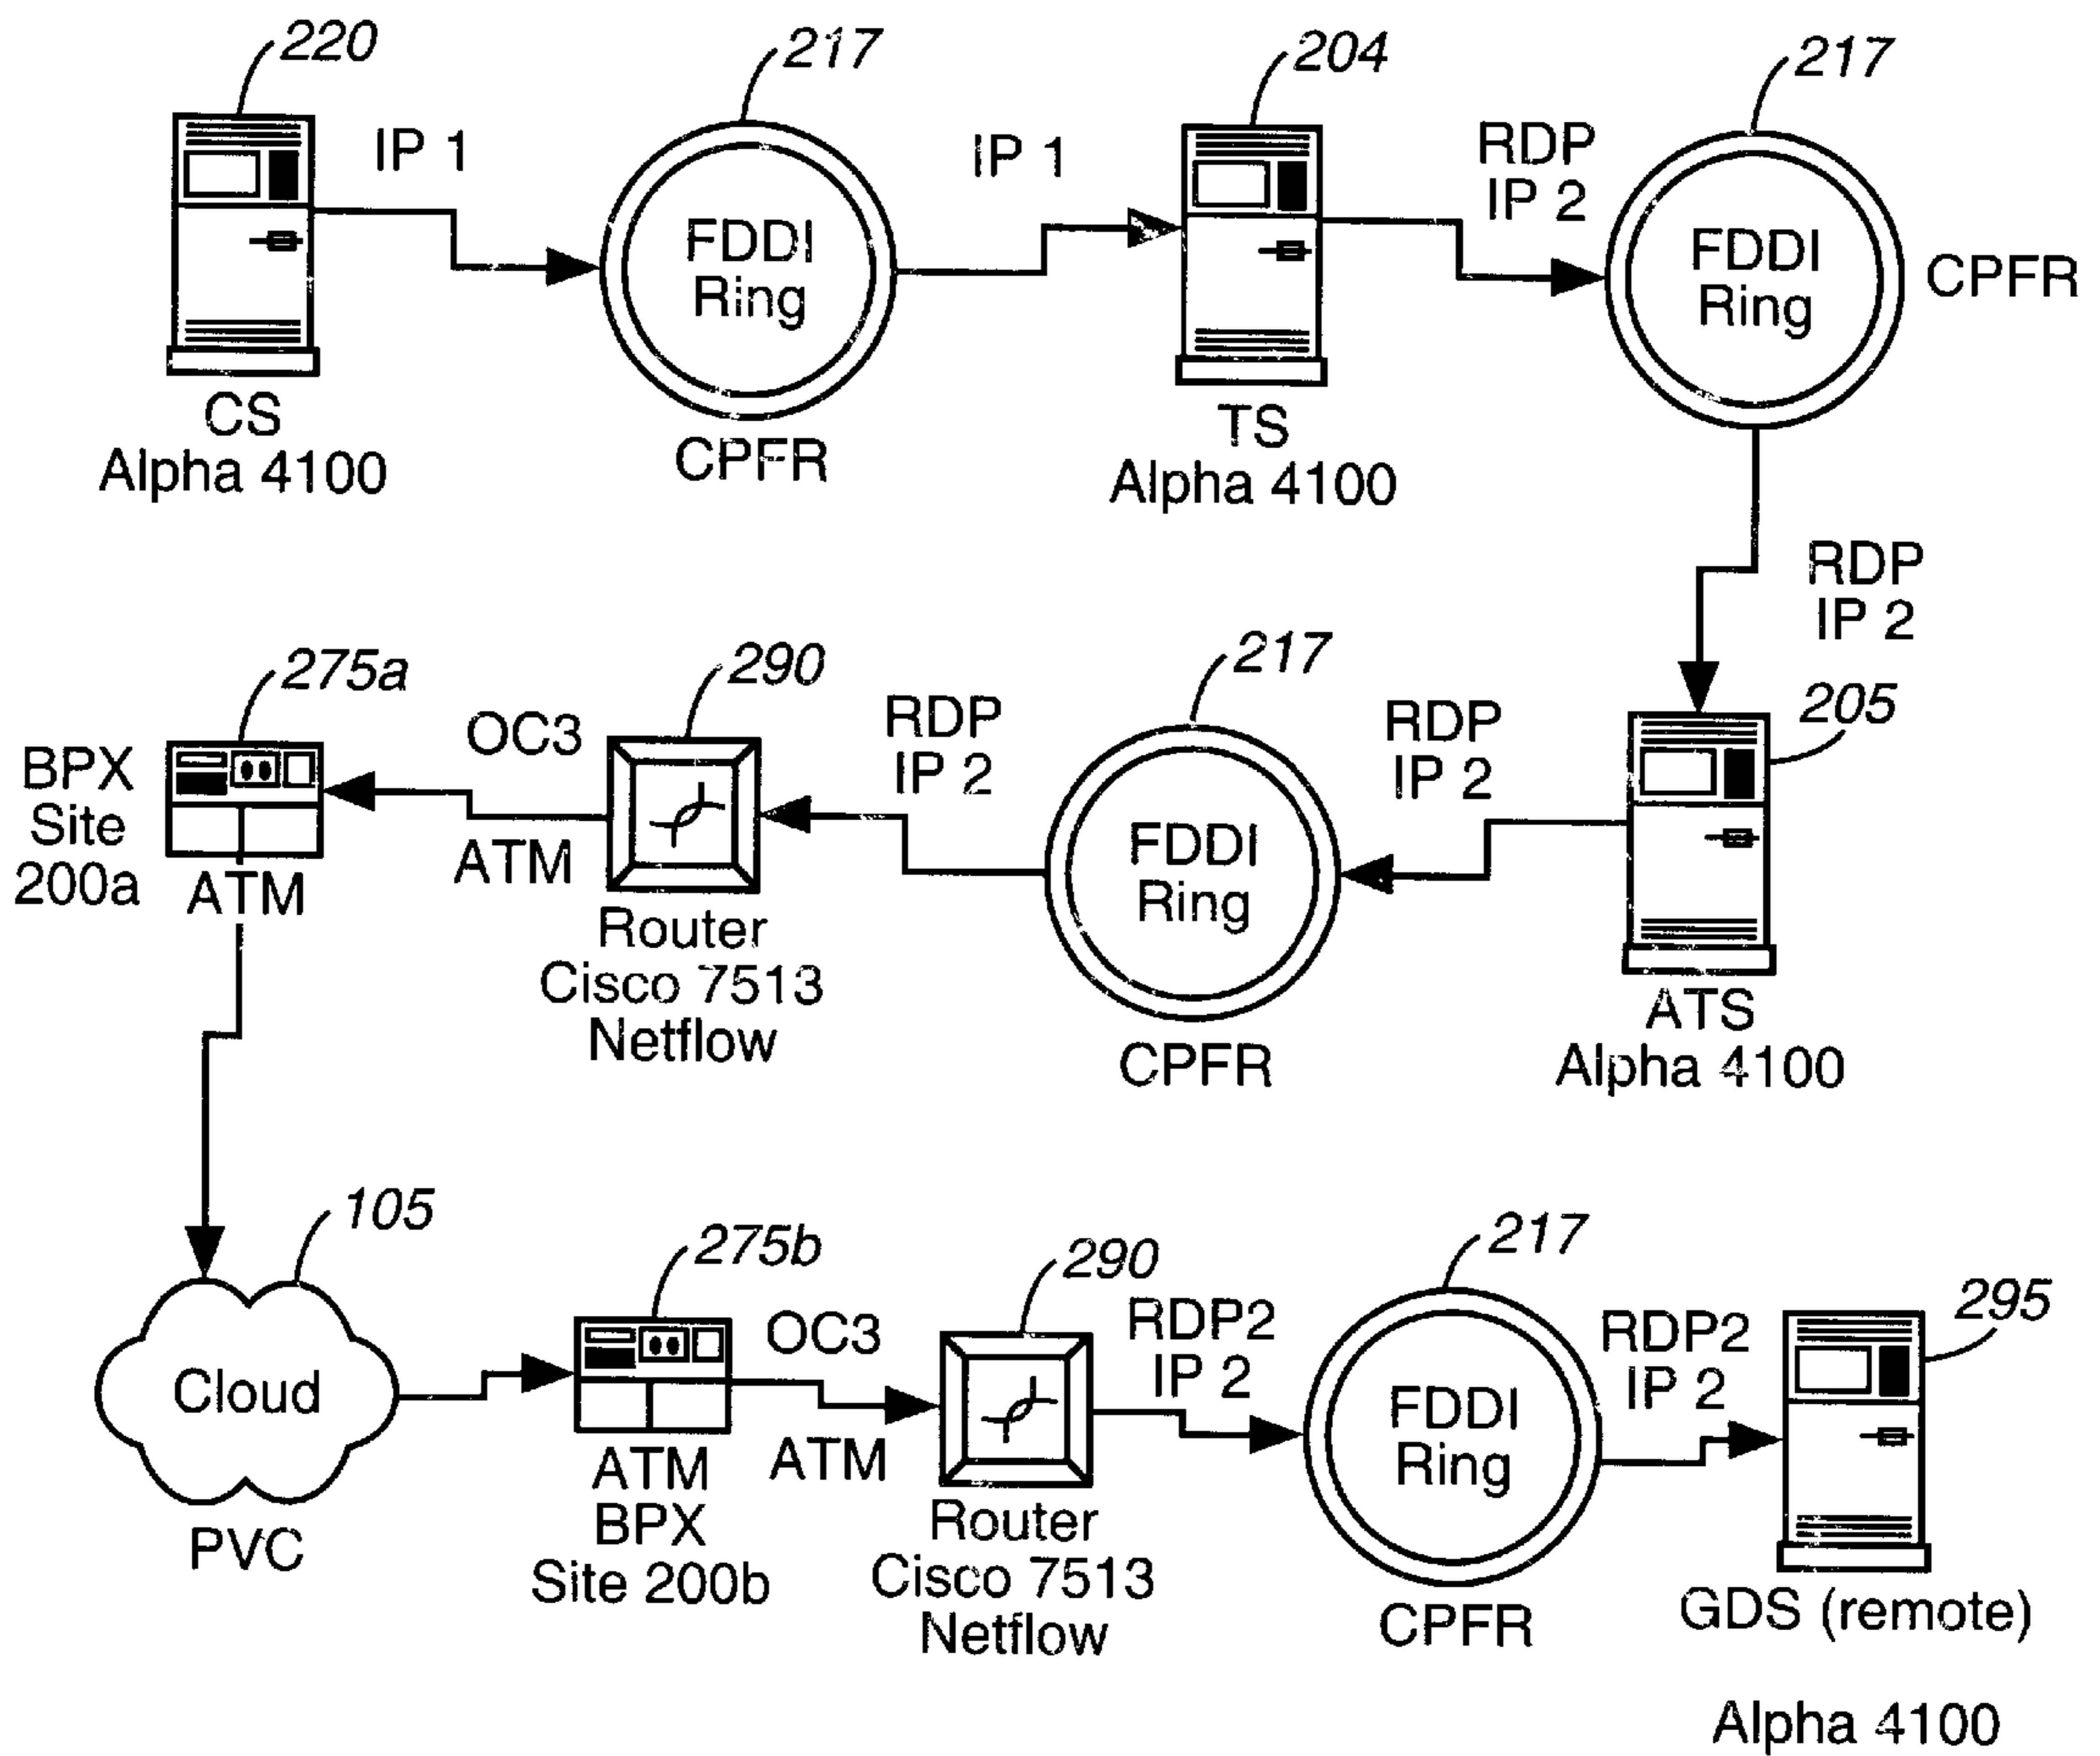 220
217
204
217
IP 1
IP 1
RDP
IP 2
FDDI
Ring
FDDI
Ring
CPFR
CS
Alpha 4100
CPFR
TS
Alpha 4100
RDP
IP 2
275a
290
217
205
BPX
Site
200a
ATM
OC3
ATM
RDP
IP 2
FDDI
Ring
RDP
IP 2
Router
Cisco 7513
Netflow
CPFR
ATS
Alpha 4100
105
275b
290
217
295
Cloud
PVC
OC3
ATM
ATM
BPX
Site 200b
RDP2
IP 2
Router
Cisco 7513
Netflow
FDDI
Ring
CPFR
RDP2
IP 2
GDS (remote)
Alpha 4100